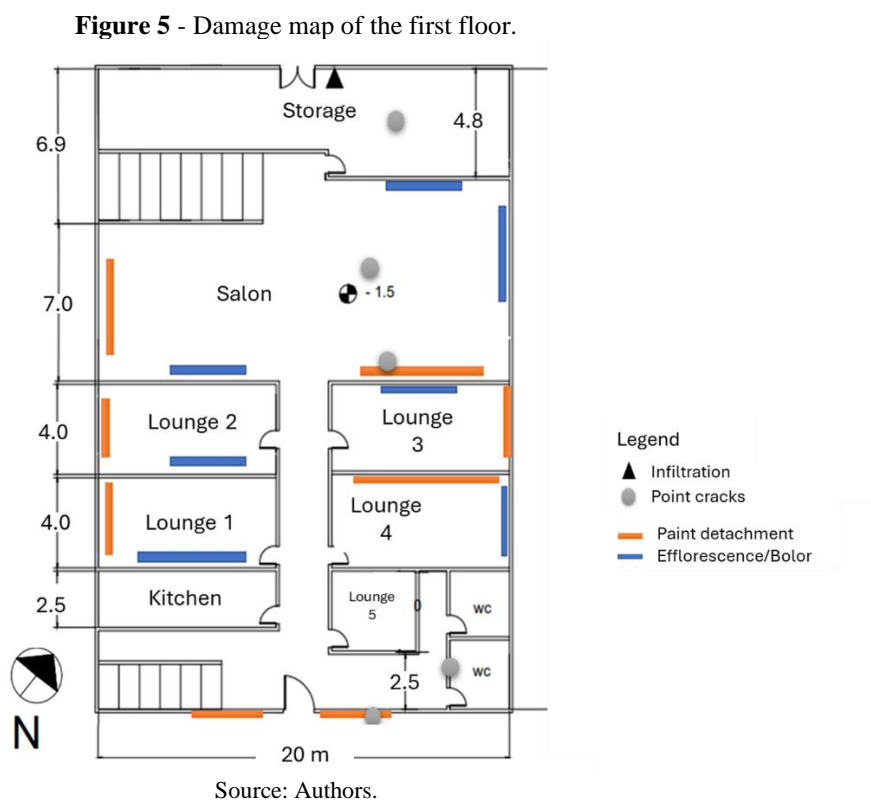 Figure 5 - Damage map of the first floor.
Storage
4.8
6.9
Salon
- 1.5
7.0
Lounge 2
Lounge
3
4.0
Legend
Infiltration
Point cracks
Paint detachment
Efflorescence/Bolor
Lounge 1
Lounge
4
4.0
Kitchen
2.5
Lounge
5
0
WC
WC
2.5
N
20 m
Source: Authors.